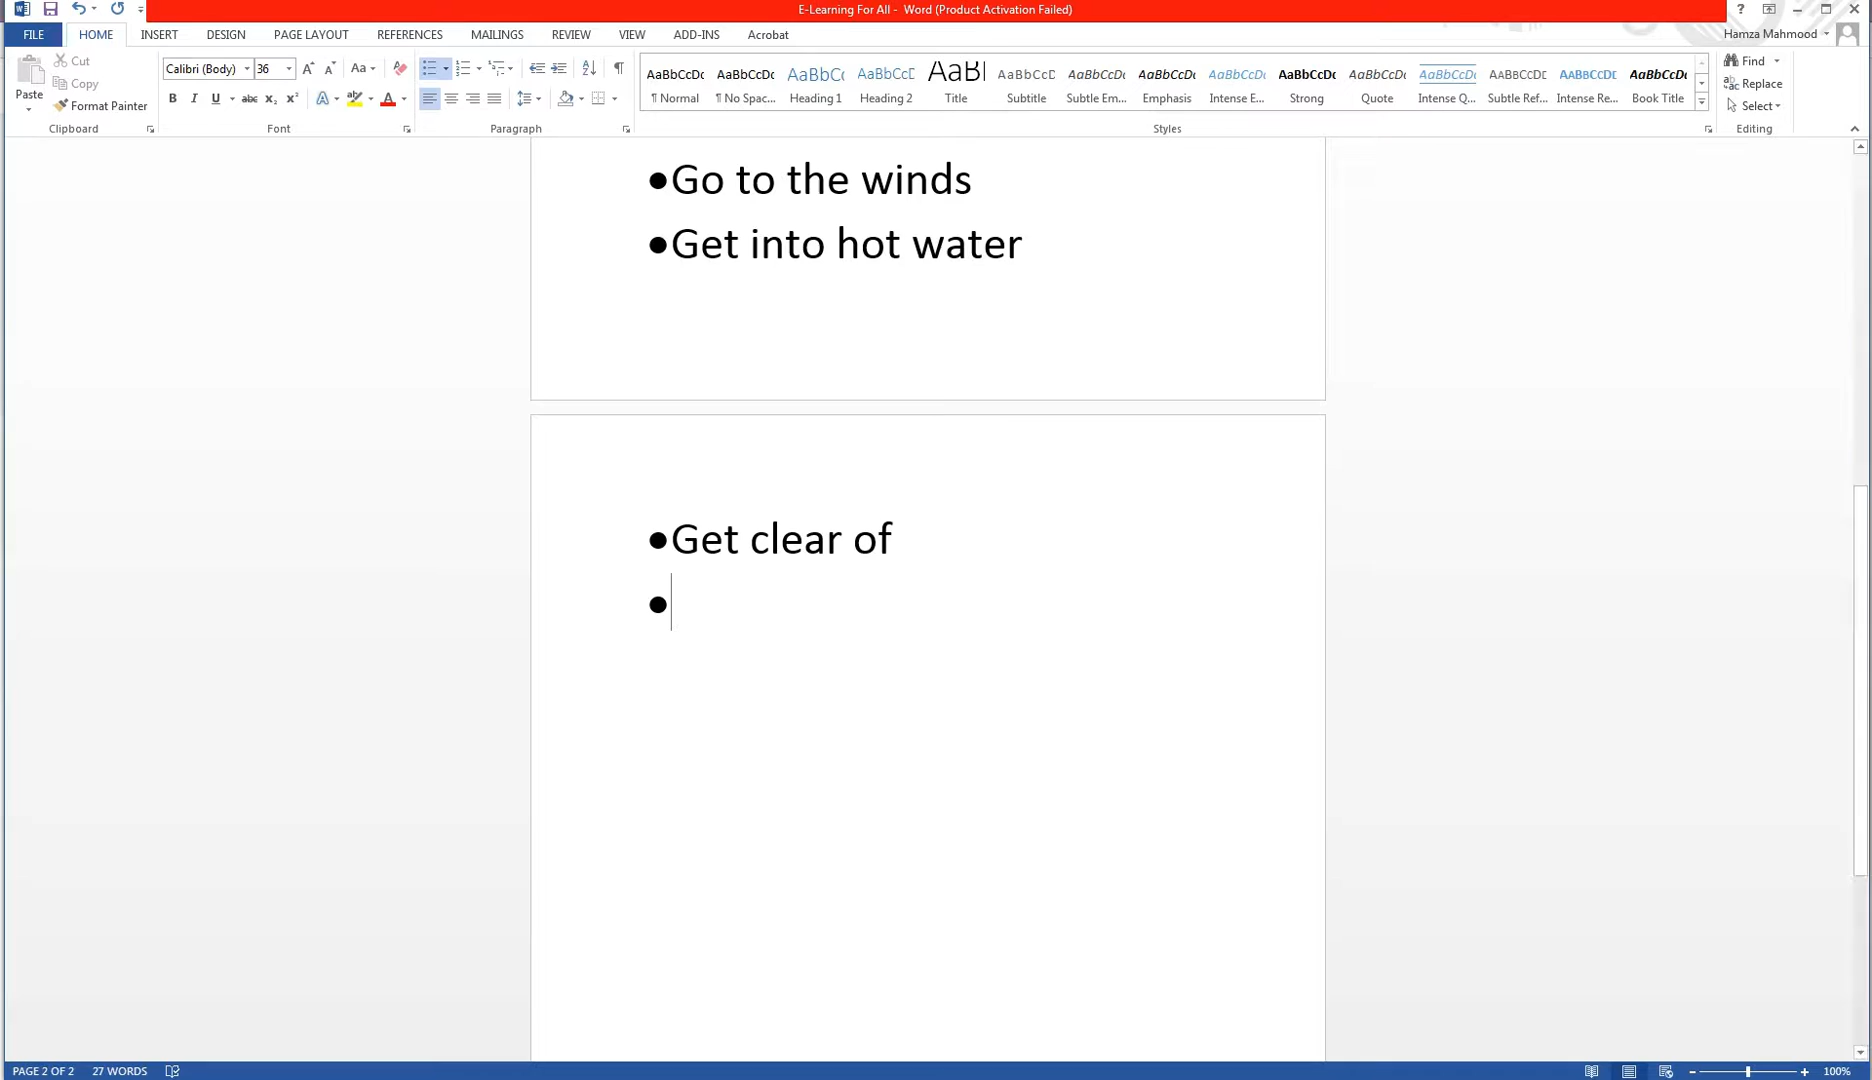 E-Learning For All - Word (Product Activation Failed)
FILE HOME INSERT DESIGN PAGE LAYOUT REFERENCES MAILINGS REVIEW VIEW ADD-INS Acrobat Hamza Mahmood
Paste
Cut
Copy
Format Painter
Clipboard
Calibri (Body) 36
Font
Paragraph
AaBbCcDc AaBbCcDc AaBbCc AaBbCcD AaBl AaBbCcD AaBbCcDc AaBbCcDc AaBbCcDc AaBbCcDc AaBbCcDc AaBbCcDc AABBCCDE AABBCCDE AaBbCcDc
¶ Normal ¶ No Spac... Heading 1 Heading 2 Title Subtitle Subtle Em... Emphasis Intense E... Strong Quote Intense Q... Subtle Ref... Intense Re... Book Title
Styles
Find
Replace
Select
Editing
•Go to the winds
•Get into hot water
•Get clear of
•
PAGE 2 OF 2 27 WORDS 100%